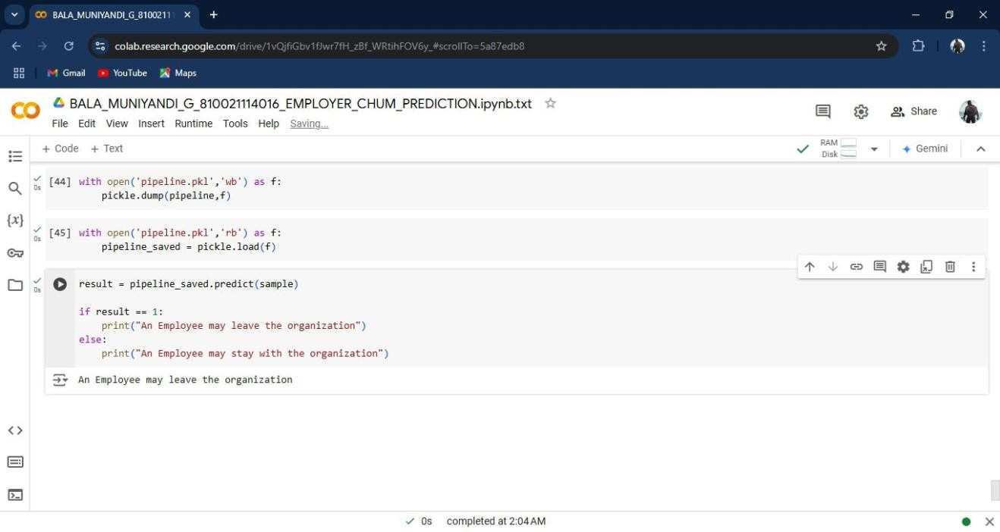 BALA_MUNIYANDI_G_8100211
colab.research.google.com/drive/1vQjfiGbv1fJwr7fH_zBf_WRtihFOV6y_#scrollTo=5a87edb8
Gmail YouTube Maps
BALA_MUNIYANDI_G_810021114016_EMPLOYER_CHUM_PREDICTION.ipynb.txt
File Edit View Insert Runtime Tools Help Saving...
Share
+ Code + Text
RAM
Disk
Gemini
[44] with open('pipeline.pkl','wb') as f:
0s
pickle.dump(pipeline,f)
[45] with open('pipeline.pkl','rb') as f:
0s
pipeline_saved = pickle.load(f)
result = pipeline_saved.predict(sample)
0s
if result == 1:
print("An Employee may leave the organization")
else:
print("An Employee may stay with the organization")
An Employee may leave the organization
0s completed at 2:04 AM